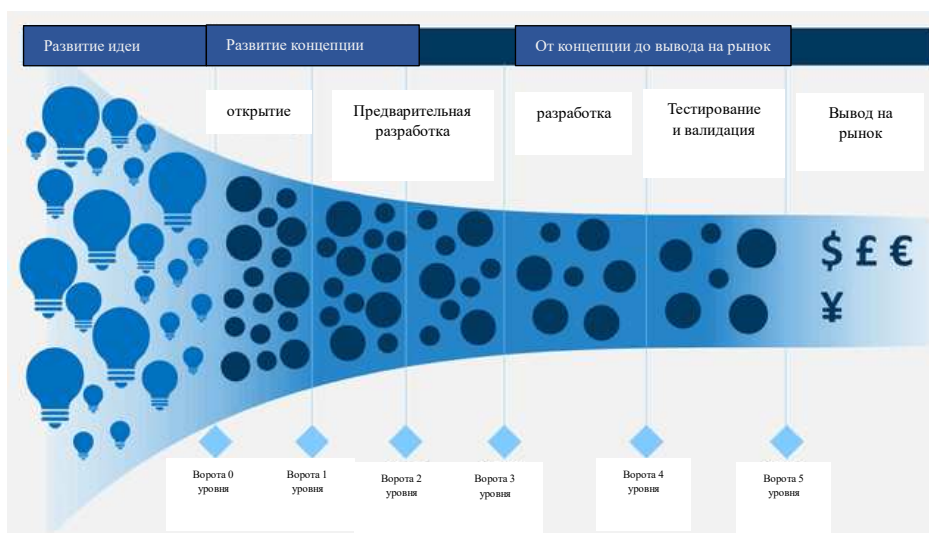 Развитие идеи
Развитие концепции
От концепции до вывода на рынок
открытие
Предварительная
разработка
разработка
Тестирование
и валидация
Вывод на
рынок
$ £ €
¥
Ворота 0
уровня
Ворота 1
уровня
Ворота 2
уровня
Ворота 3
уровня
Ворота 4
уровня
Ворота 5
уровня